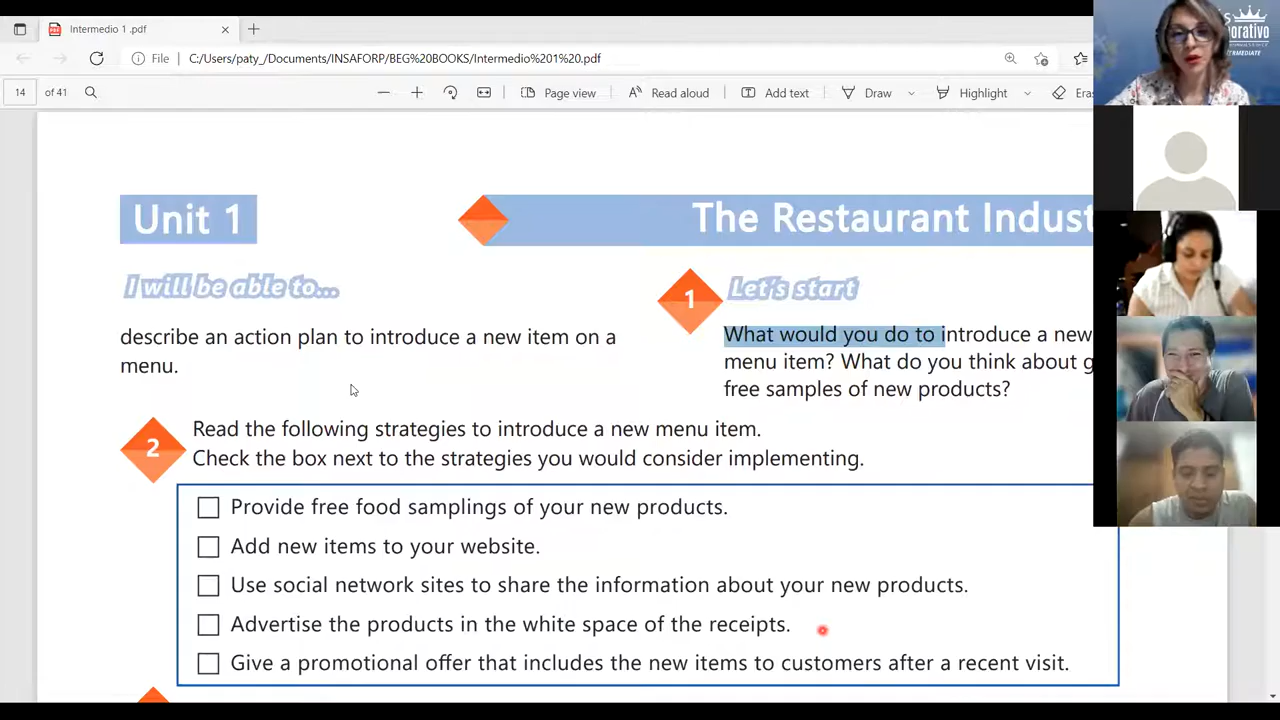 Intermedio 1 .pdf
File C:/Users/paty_/Documents/INSAFORP/BEG%20BOOKS/Intermedio%01%20.pdf
14 of 41 Page view Read aloud Add text Draw Highlight Eras
orativo
Unit 1
The Restaurant Indust
I will be able to...
describe an action plan to introduce a new item on a
menu.
1 Let's start
What would you do to introduce a new
menu item? What do you think about g
free samples of new products?
2 Read the following strategies to introduce a new menu item.
Check the box next to the strategies you would consider implementing.
Provide free food samplings of your new products.
Add new items to your website.
Use social network sites to share the information about your new products.
Advertise the products in the white space of the receipts.
Give a promotional offer that includes the new items to customers after a recent visit.